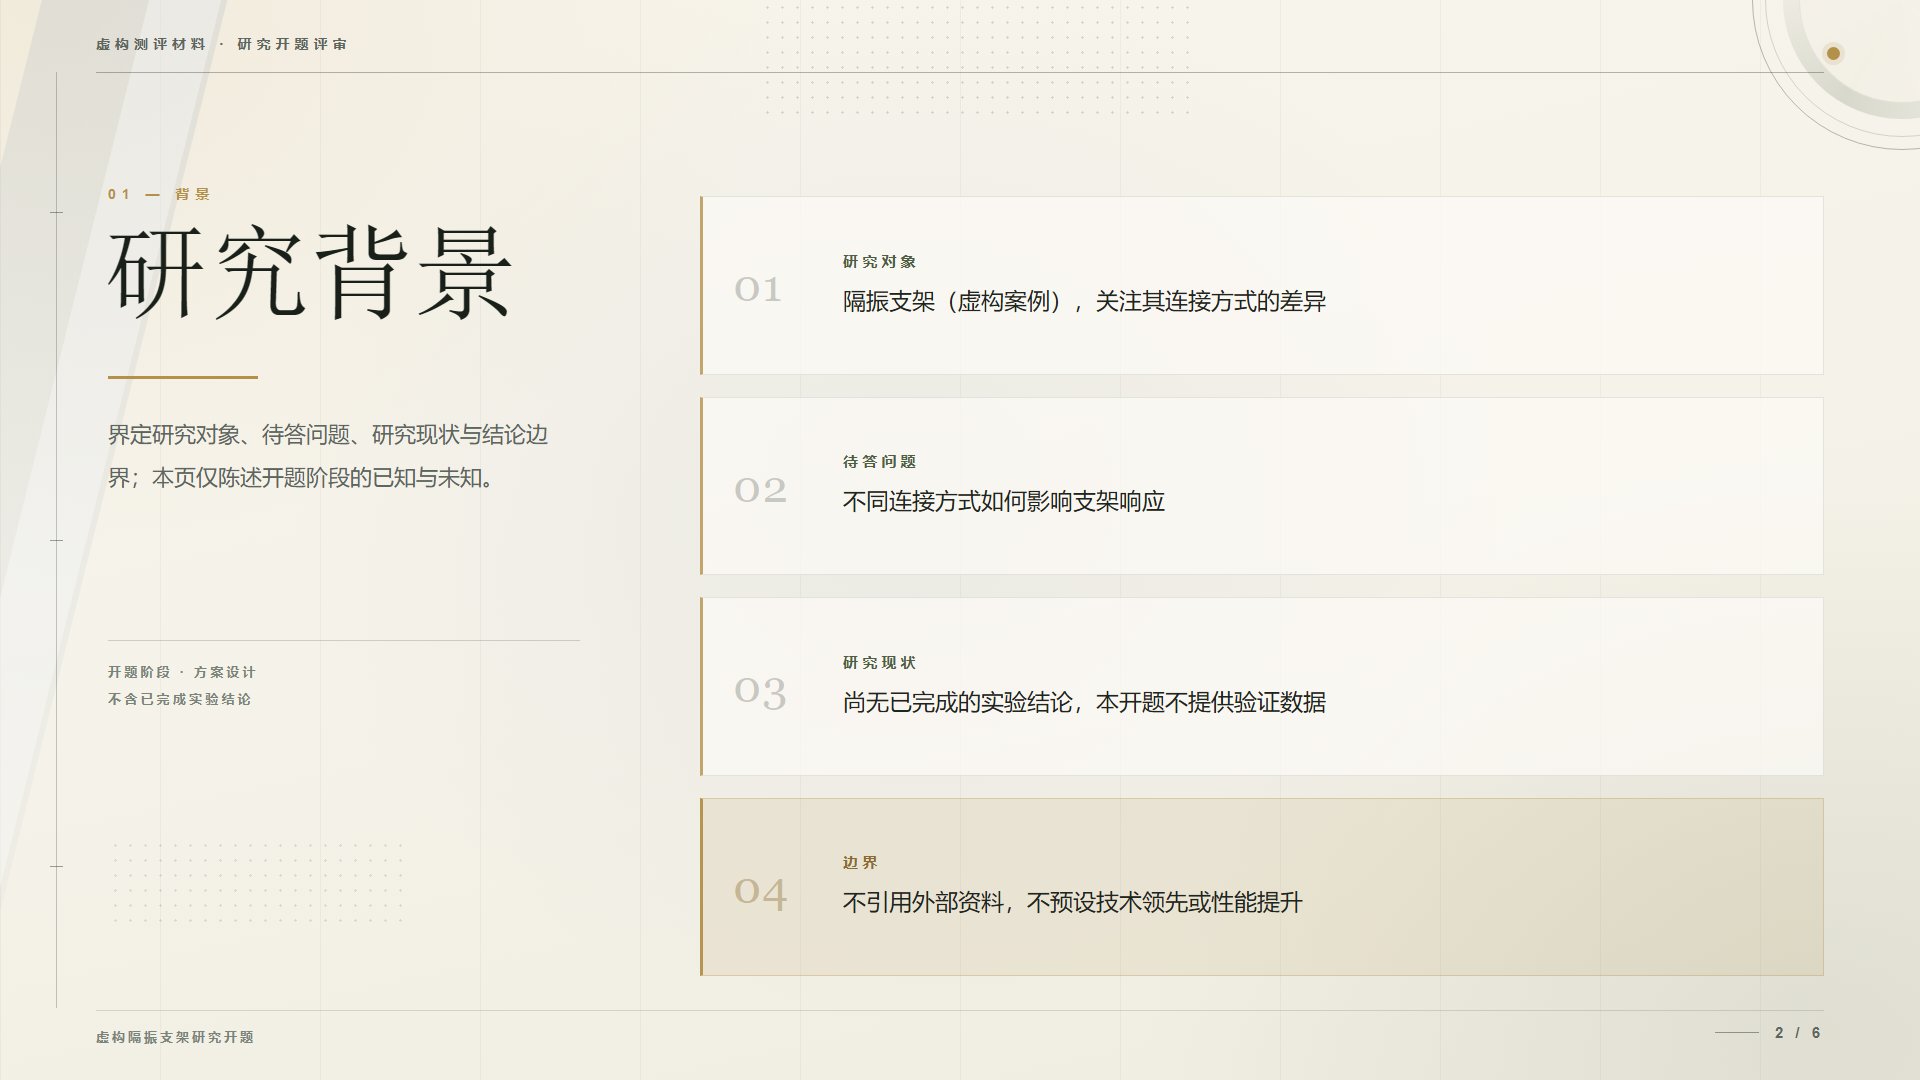 虚构测评材料 · 研究开题评审
01 — 背景
研究背景
界定研究对象、待答问题、研究现状与结论边
界；本页仅陈述开题阶段的已知与未知。
开题阶段 · 方案设计
不含已完成实验结论
01
研究对象
隔振支架（虚构案例），关注其连接方式的差异
02
待答问题
不同连接方式如何影响支架响应
03
研究现状
尚无已完成的实验结论，本开题不提供验证数据
04
边界
不引用外部资料，不预设技术领先或性能提升
虚构隔振支架研究开题
2 / 6